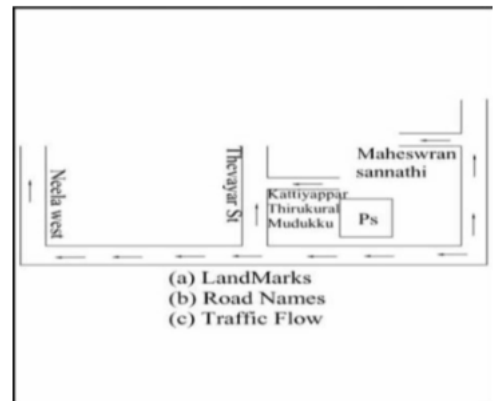 Neela west
Thevayar St
Maheswran
sannathi
Kattiyappar
Thirukural
Mudukku
Ps
(a) LandMarks
(b) Road Names
(c) Traffic Flow